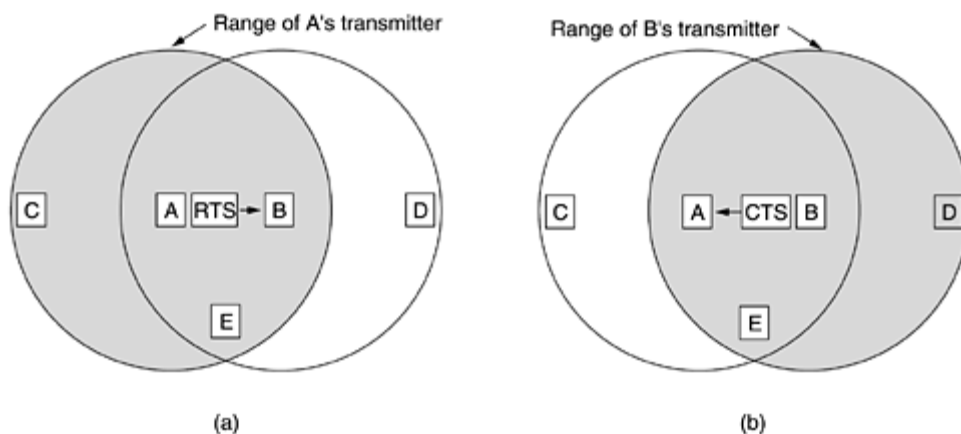 Range of A's transmitter
Range of B's transmitter
C A RTS B D
C A CTS B D
E
E
(a)
(b)